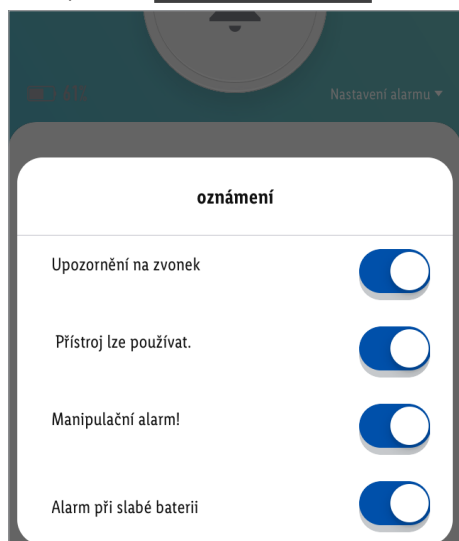 Nastavení alarmu
oznámení
Upozornění na zvonek
Přístroj lze používat.
Manipulační alarm!
Alarm při slabé baterii